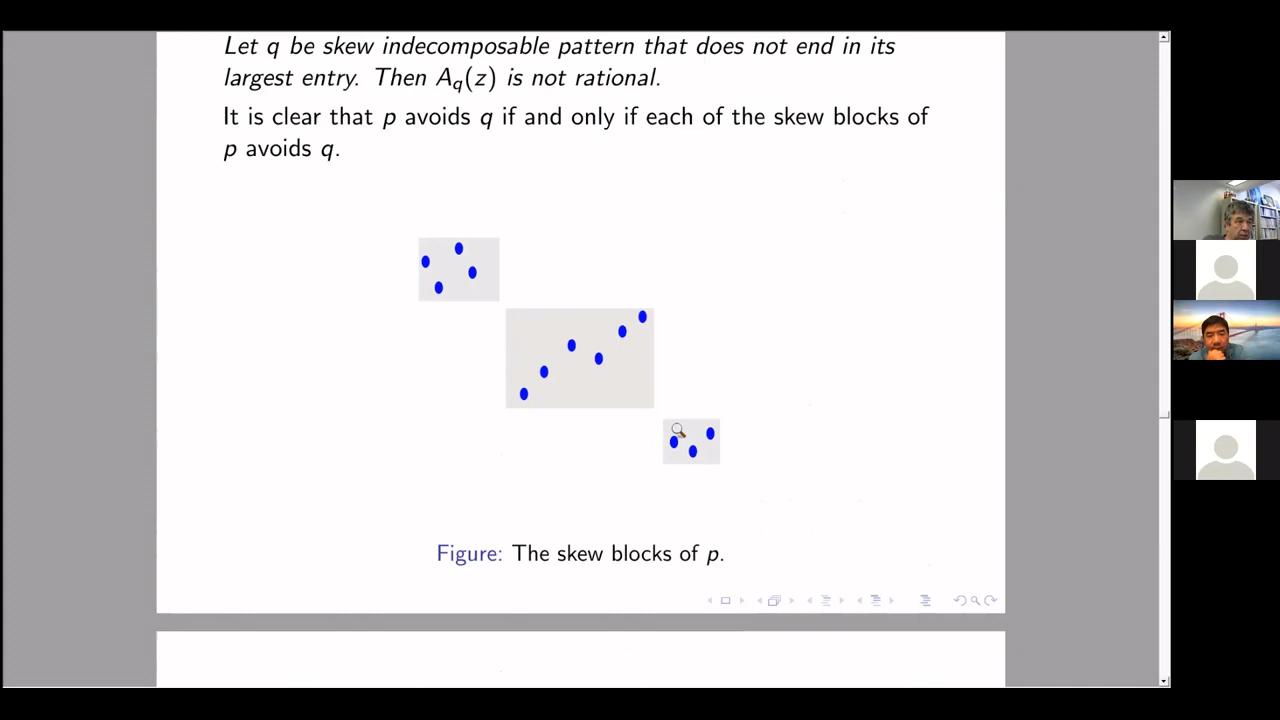 Let q be skew indecomposable pattern that does not end in its
largest entry. Then A_q(z) is not rational.
It is clear that p avoids q if and only if each of the skew blocks of
p avoids q.
Figure: The skew blocks of p.